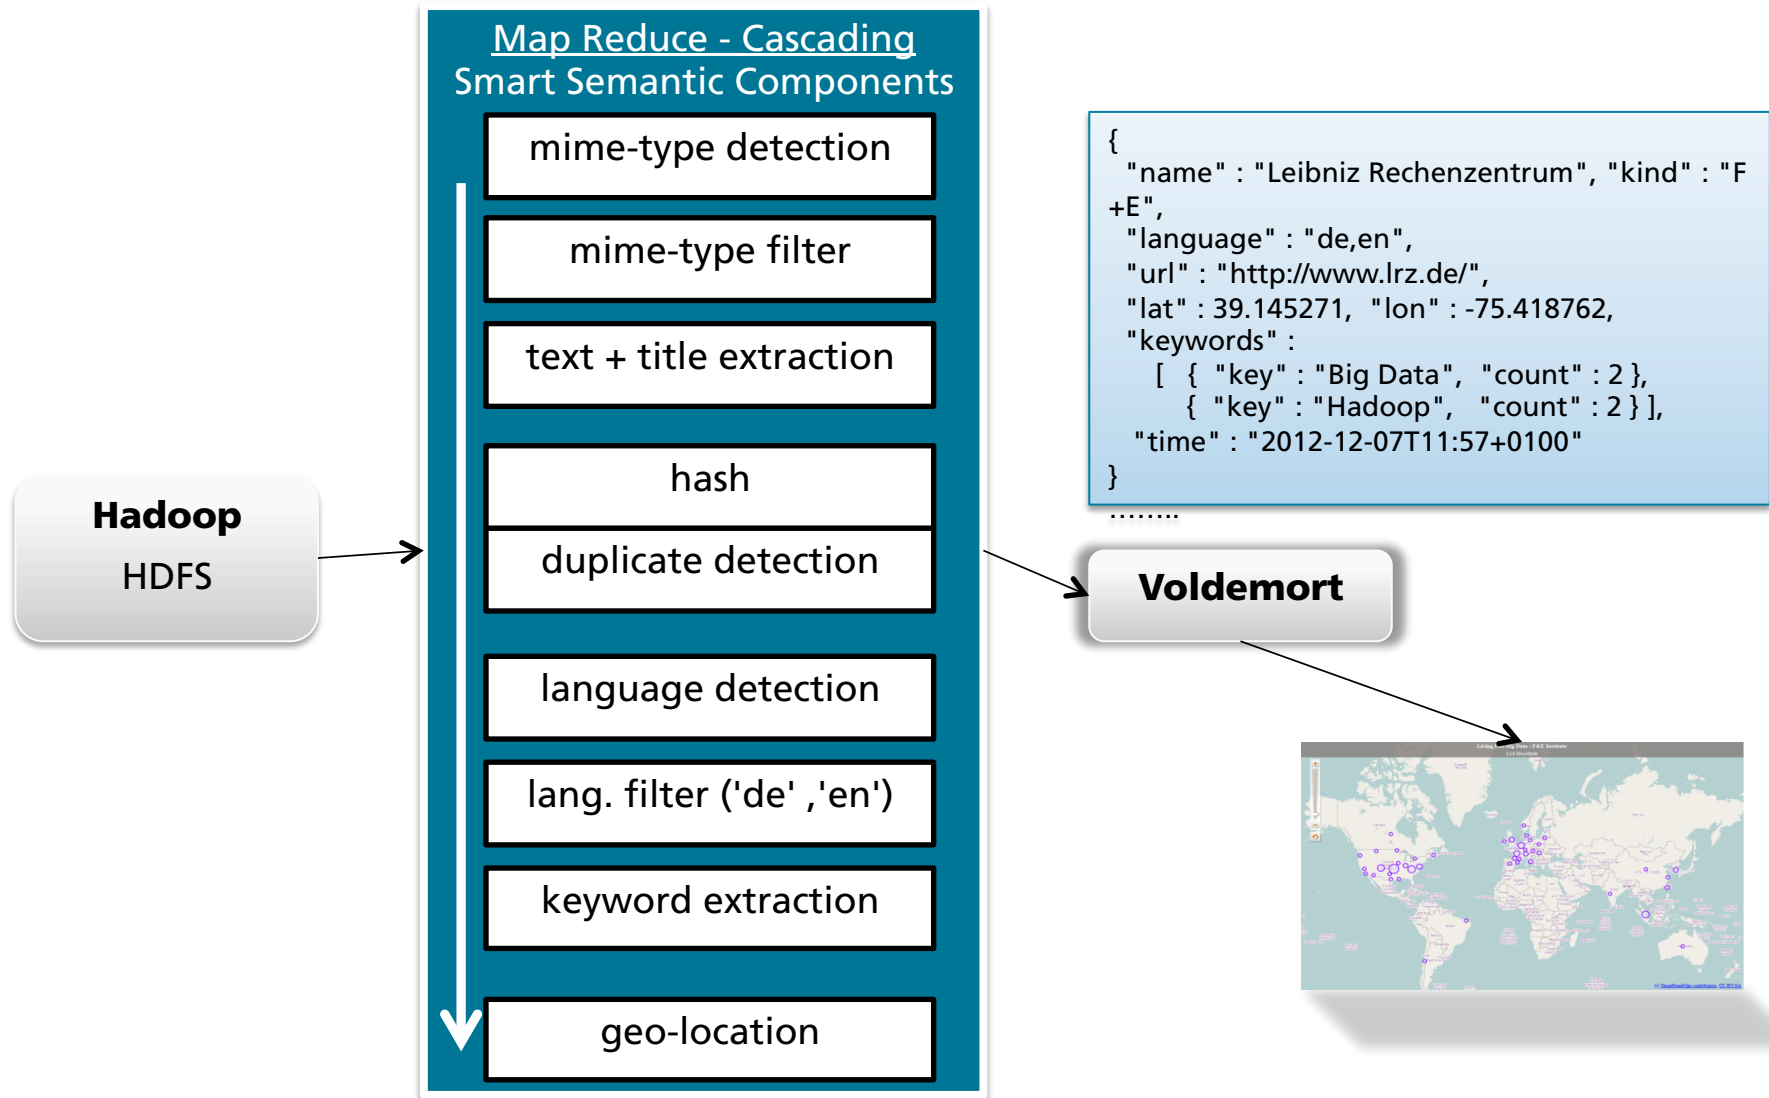 Map Reduce - Cascading
Smart Semantic Components
mime-type detection
mime-type filter
text + title extraction
hash
duplicate detection
language detection
lang. filter ('de' ,'en')
keyword extraction
geo-location
Hadoop
HDFS
{
"name" : "Leibniz Rechenzentrum", "kind" : "F
+E",
"language" : "de,en",
"url" : "http://www.lrz.de/",
"lat" : 39.145271, "lon" : -75.418762,
"keywords" :
[ { "key" : "Big Data", "count" : 2 },
{ "key" : "Hadoop", "count" : 2 } ],
"time" : "2012-12-07T11:57+0100"
}
……..
Voldemort